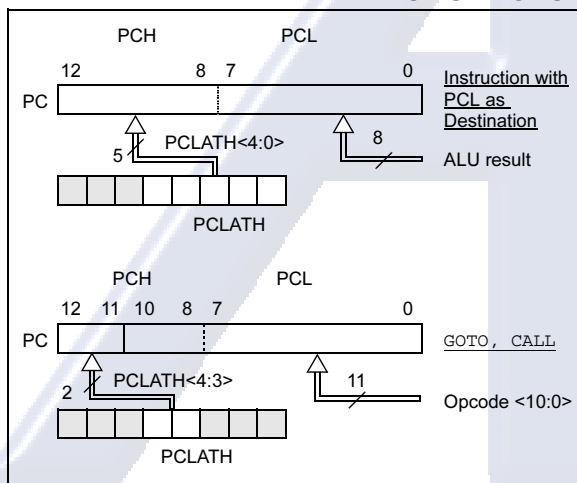 PCH PCL
12 8 7 0
PC
Instruction with
PCL as
Destination
PCLATH<4:0>
5
8
ALU result
PCLATH
PCH PCL
12 11 10 8 7 0
PC
GOTO, CALL
PCLATH<4:3>
2
11
Opcode <10:0>
PCLATH